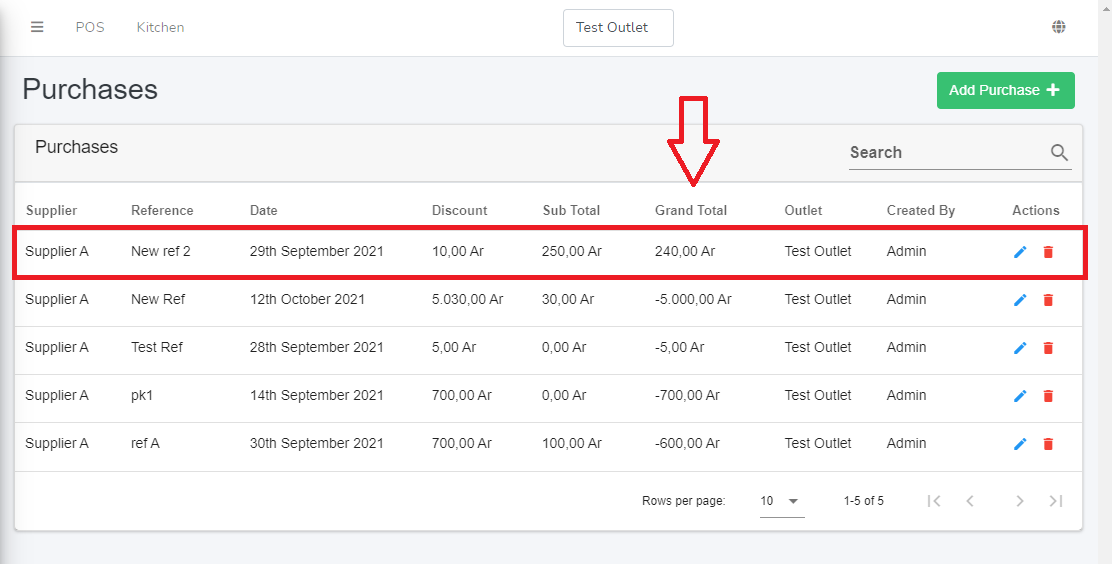 POS Kitchen Test Outlet
Purchases
Add Purchase
Purchases
Search
Supplier Reference Date Discount Sub Total Grand Total Outlet Created By Actions
Supplier A New ref 2 29th September 2021 10,00 Ar 250,00 Ar 240,00 Ar Test Outlet Admin
Supplier A New Ref 12th October 2021 5.030,00 Ar 30,00 Ar -5.000,00 Ar Test Outlet Admin
Supplier A Test Ref 28th September 2021 5,00 Ar 0,00 Ar -5,00 Ar Test Outlet Admin
Supplier A pk1 14th September 2021 700,00 Ar 0,00 Ar -700,00 Ar Test Outlet Admin
Supplier A ref A 30th September 2021 700,00 Ar 100,00 Ar -600,00 Ar Test Outlet Admin
Rows per page: 10 1-5 of 5